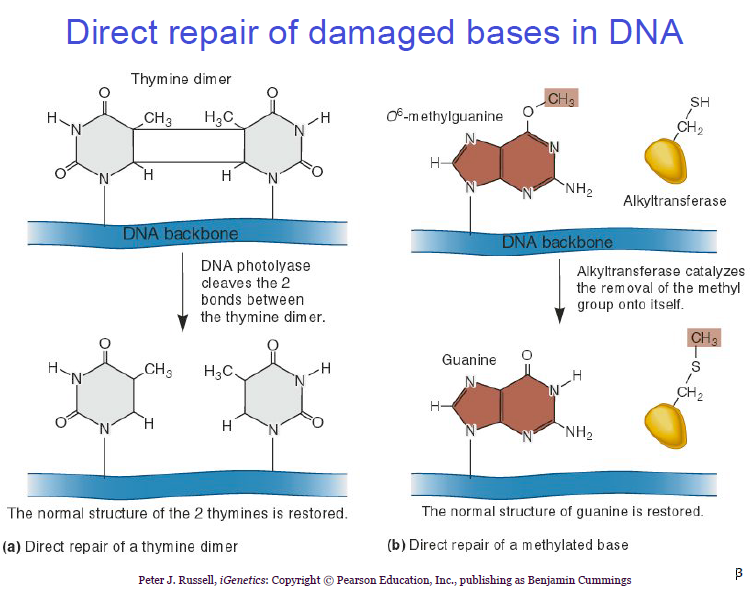 Direct repair of damaged bases in DNA
Thymine dimer
O
H
N
CH₃
H₃C
O
N
H
O
N
H
H
N
O
DNA backbone
DNA photolyase
cleaves the 2
bonds between
the thymine dimer.
O
H
N
CH₃
H₃C
O
N
H
O
N
H
H
N
O
The normal structure of the 2 thymines is restored.
(a) Direct repair of a thymine dimer
O⁶-methylguanine
O
CH₃
N
N
H
N
N
NH₂
SH
CH₂
Alkyltransferase
DNA backbone
Alkyltransferase catalyzes
the removal of the methyl
group onto itself.
Guanine
O
N
N
H
H
N
N
NH₂
CH₃
S
CH₂
The normal structure of guanine is restored.
(b) Direct repair of a methylated base
Peter J. Russell, iGenetics: Copyright © Pearson Education, Inc., publishing as Benjamin Cummings
β